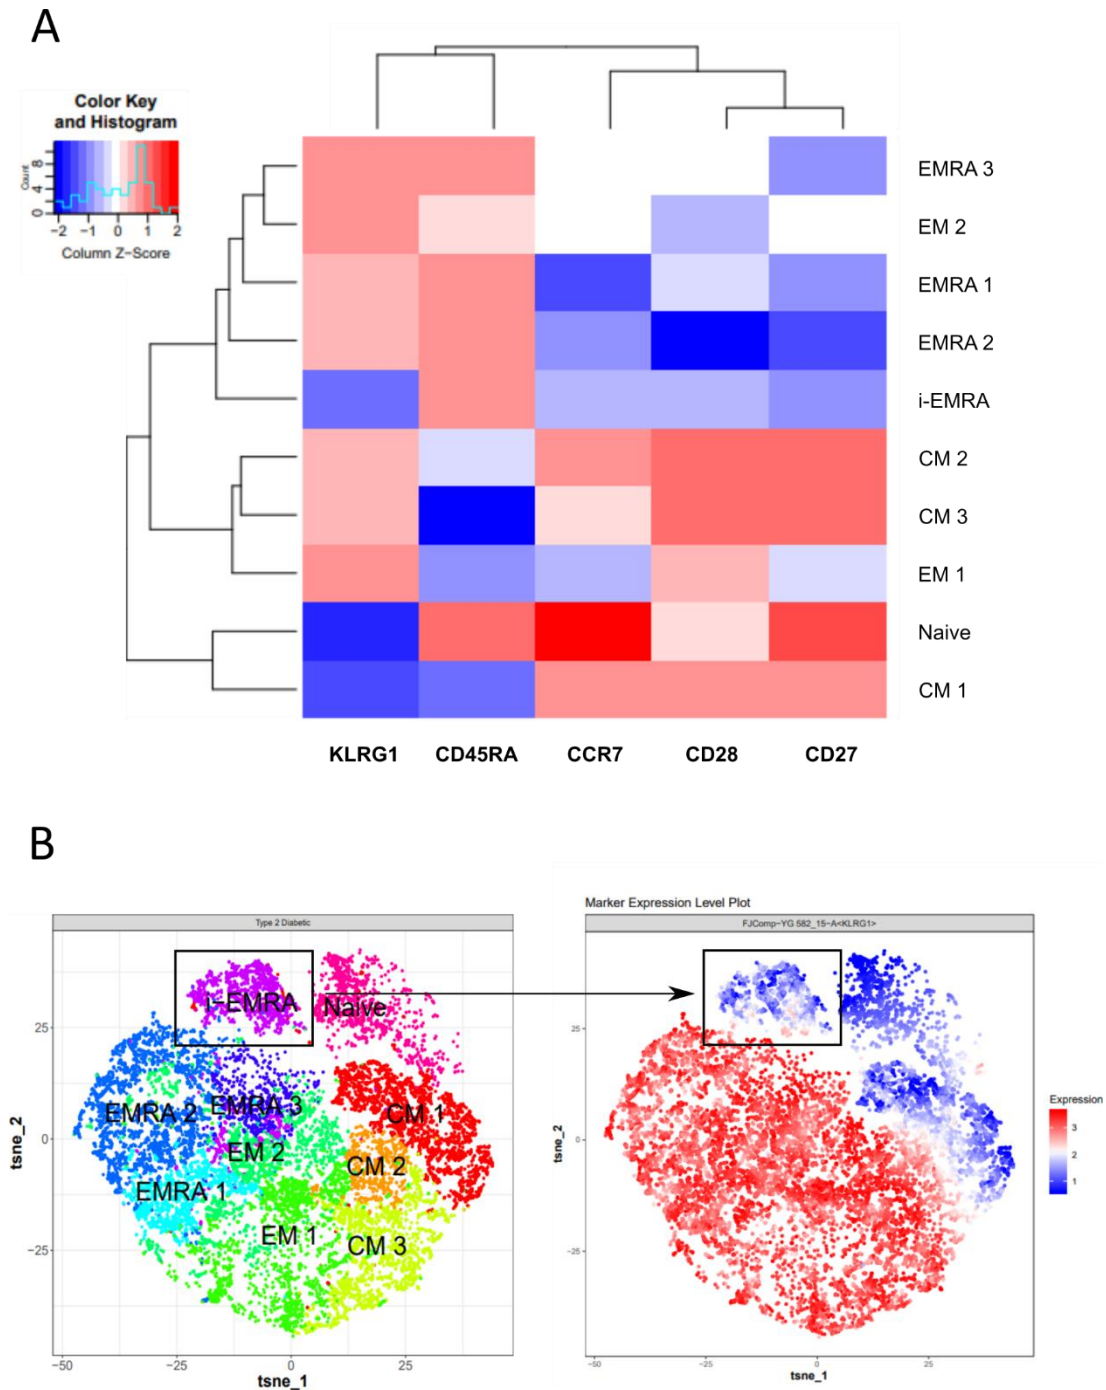 A
Color Key
and Histogram
Count
0 4 8
−2 −1 0 1 2
Column Z−Score
EMRA 3
EM 2
EMRA 1
EMRA 2
i-EMRA
CM 2
CM 3
EM 1
Naive
CM 1
KLRG1 CD45RA CCR7 CD28 CD27
B
Type 2 Diabetic
i−EMRA
Naive
EMRA 2
EMRA 3
CM 1
EM 2
CM 2
EMRA 1
EM 1
CM 3
25
0
−25
tsne_2
−50 −25 0 25
tsne_1
Marker Expression Level Plot
FJComp−YG 582_15−A<KLRG1>
25
0
−25
tsne_2
−50 −25 0 25
tsne_1
Expression
3
2
1